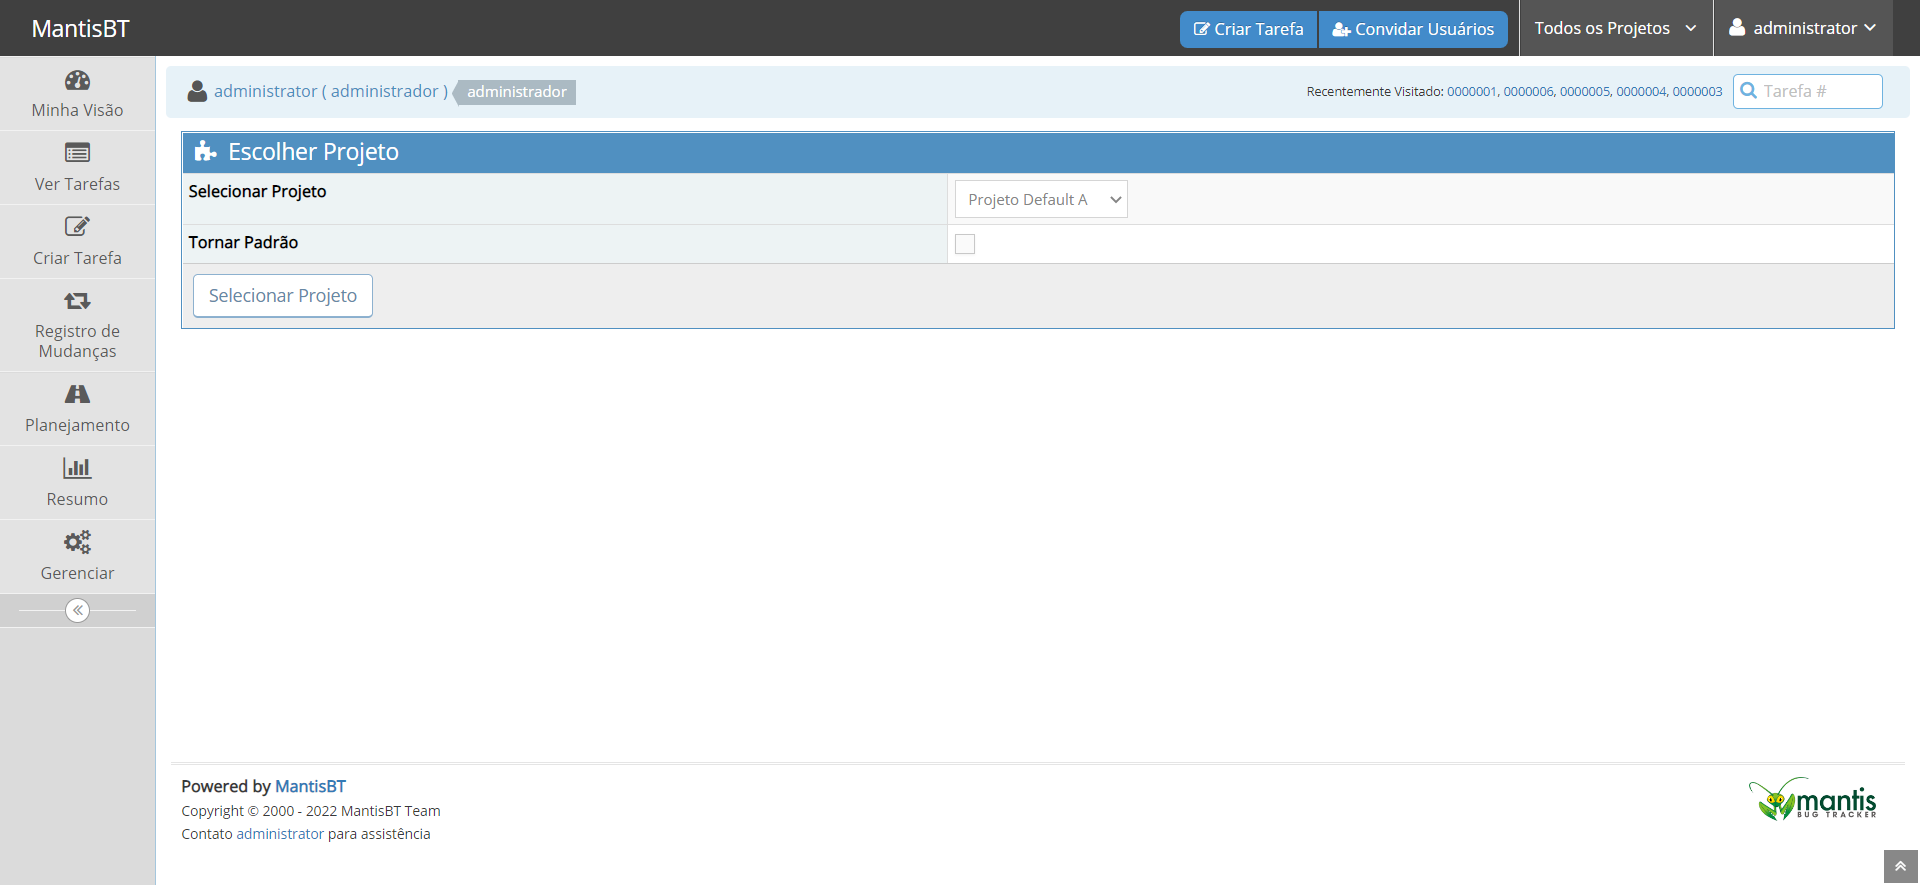 MantisBT
Criar Tarefa
Convidar Usuários
Todos os Projetos
administrator
Minha Visão
Ver Tarefas
Criar Tarefa
Registro de
Mudanças
Planejamento
Resumo
Gerenciar
administrator ( administrador ) administrador
Recentemente Visitado: 0000001, 0000006, 0000005, 0000004, 0000003
Tarefa #
Escolher Projeto
Selecionar Projeto
Projeto Default A
Tornar Padrão
Selecionar Projeto
Powered by MantisBT
Copyright © 2000 - 2022 MantisBT Team
Contato administrator para assistência
mantis
BUG TRACKER